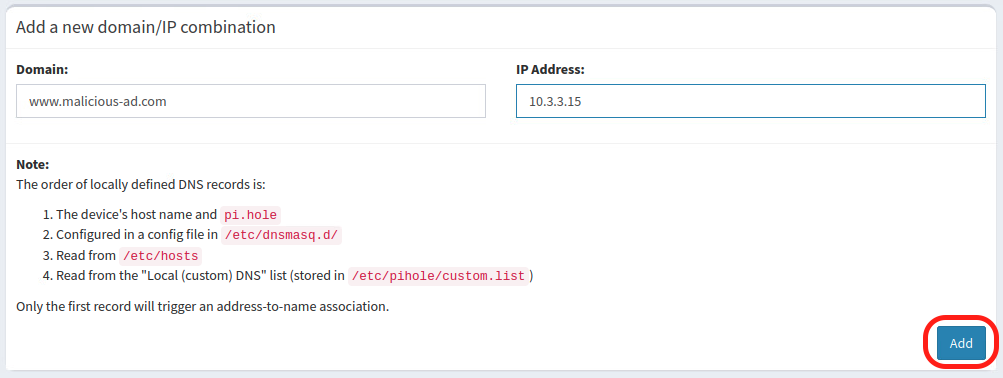 Add a new domain/IP combination
Domain:
IP Address:
www.malicious-ad.com
10.3.3.15
Note:
The order of locally defined DNS records is:
1. The device's host name and pi.hole
2. Configured in a config file in /etc/dnsmasq.d/
3. Read from /etc/hosts
4. Read from the "Local (custom) DNS" list (stored in /etc/pihole/custom.list )
Only the first record will trigger an address-to-name association.
Add